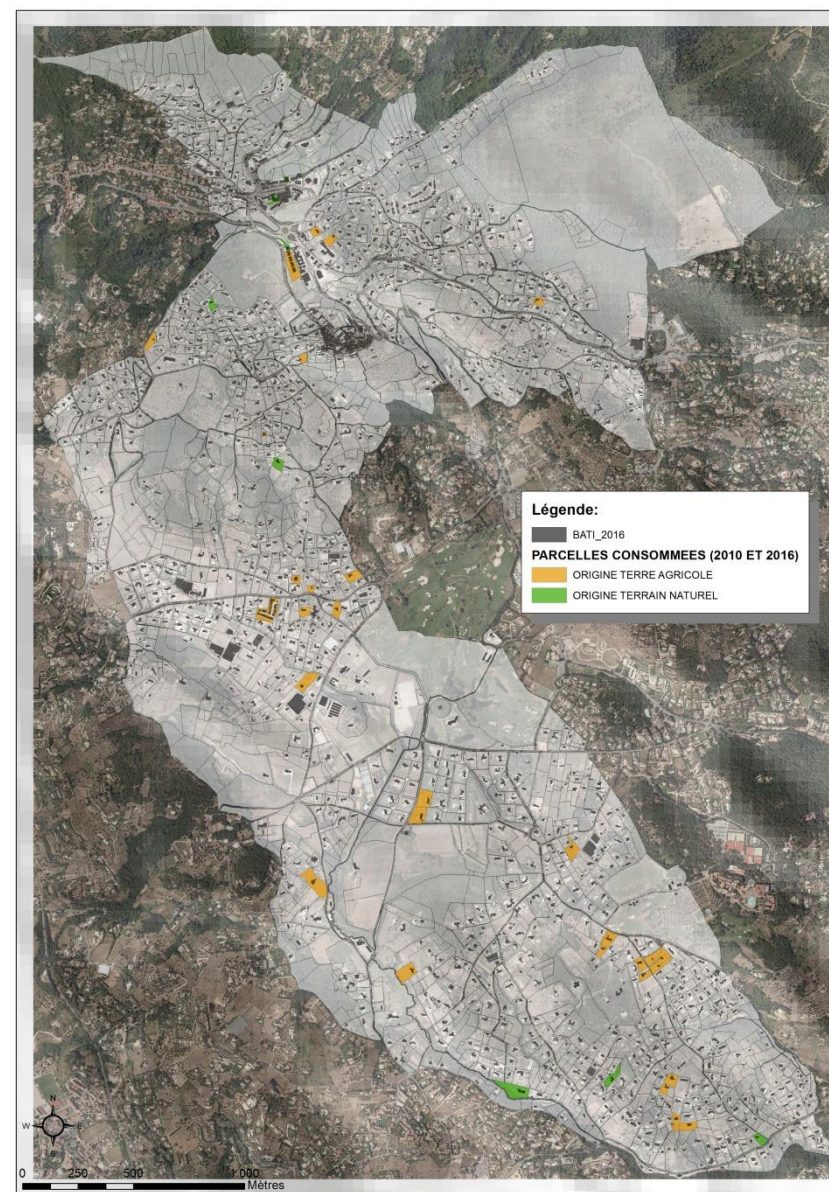 Légende:
BATI_2016
PARCELLES CONSOMMEES (2010 ET 2016)
ORIGINE TERRE AGRICOLE
ORIGINE TERRAIN NATUREL
N
W E
S
0 250 500 1 000
Mètres